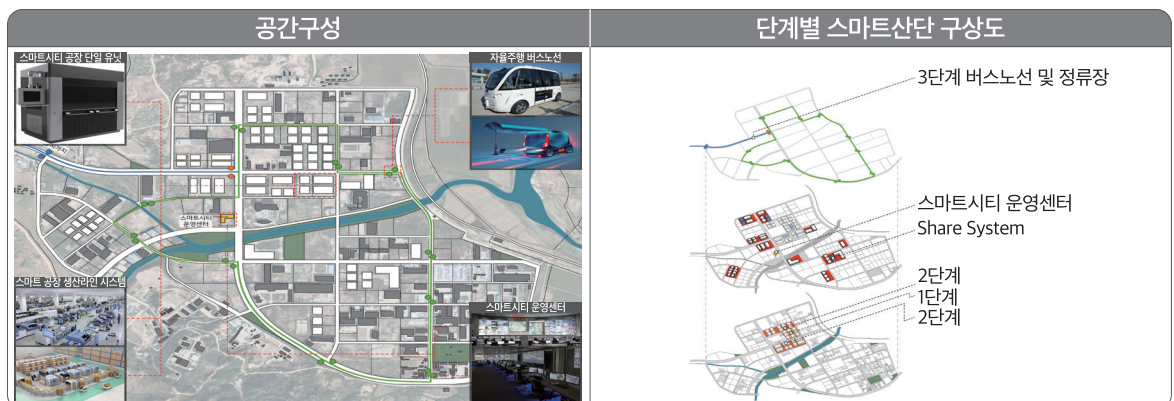 공간구성
단계별 스마트산단 구상도
스마트시티 공장 단일 유닛
자율주행 버스노선
스마트시티
운영센터
스마트 공장 생산라인 시스템
스마트시티 운영센터
3단계 버스노선 및 정류장
스마트시티 운영센터
Share System
2단계
1단계
2단계